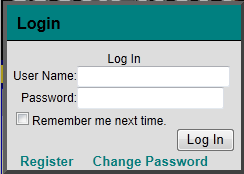 Login
Log In
User Name:
Password:
Remember me next time.
Log In
Register Change Password